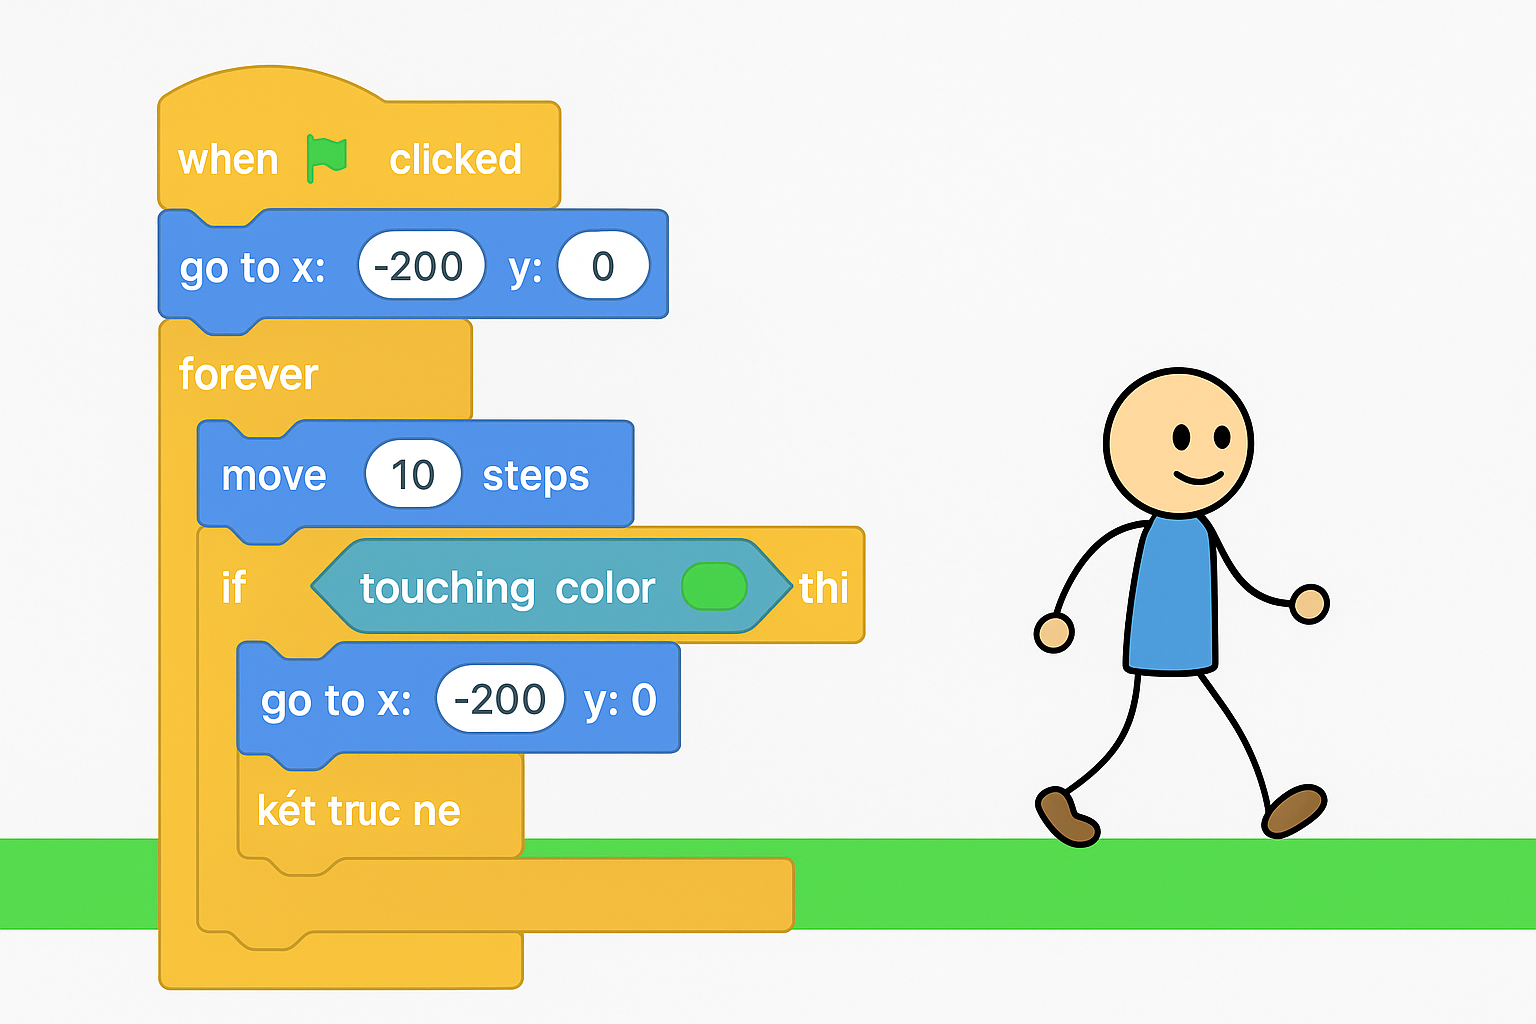 when clicked
go to x: -200 y: 0
forever
move 10 steps
if touching color thi
go to x: -200 y: 0
két truc ne